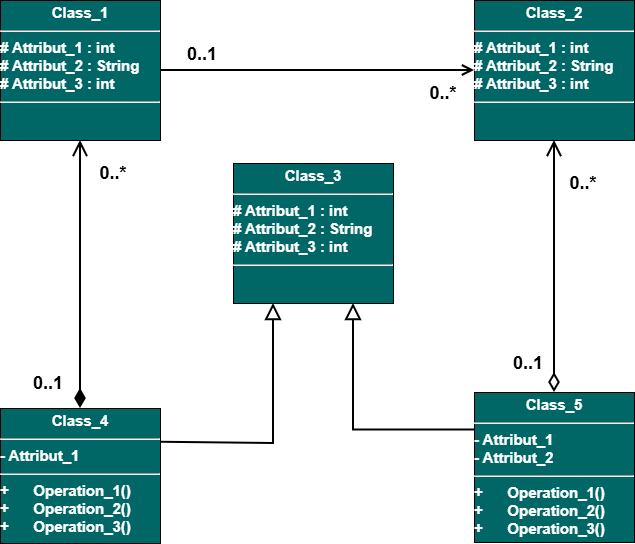 Class_1
# Attribut_1 : int
# Attribut_2 : String
# Attribut_3 : int
0..1
0..*
Class_2
# Attribut_1 : int
# Attribut_2 : String
# Attribut_3 : int
0..*
0..*
Class_3
# Attribut_1 : int
# Attribut_2 : String
# Attribut_3 : int
0..1
0..1
Class_4
- Attribut_1
+ Operation_1()
+ Operation_2()
+ Operation_3()
Class_5
- Attribut_1
- Attribut_2
+ Operation_1()
+ Operation_2()
+ Operation_3()